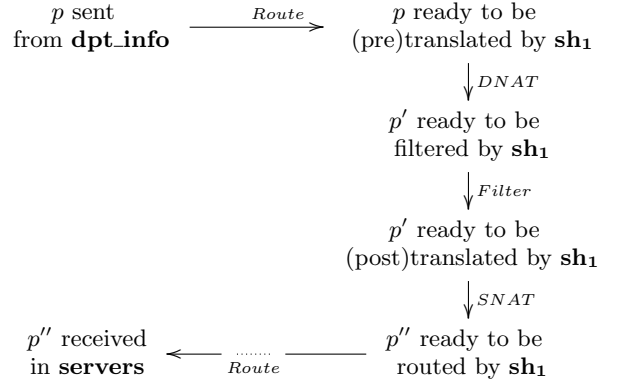 p sent
from dpt_info
Route
p ready to be
(pre)translated by sh₁
DNAT
p′ ready to be
filtered by sh₁
Filter
p′ ready to be
(post)translated by sh₁
SNAT
p′′ ready to be
routed by sh₁
........
Route
p′′ received
in servers